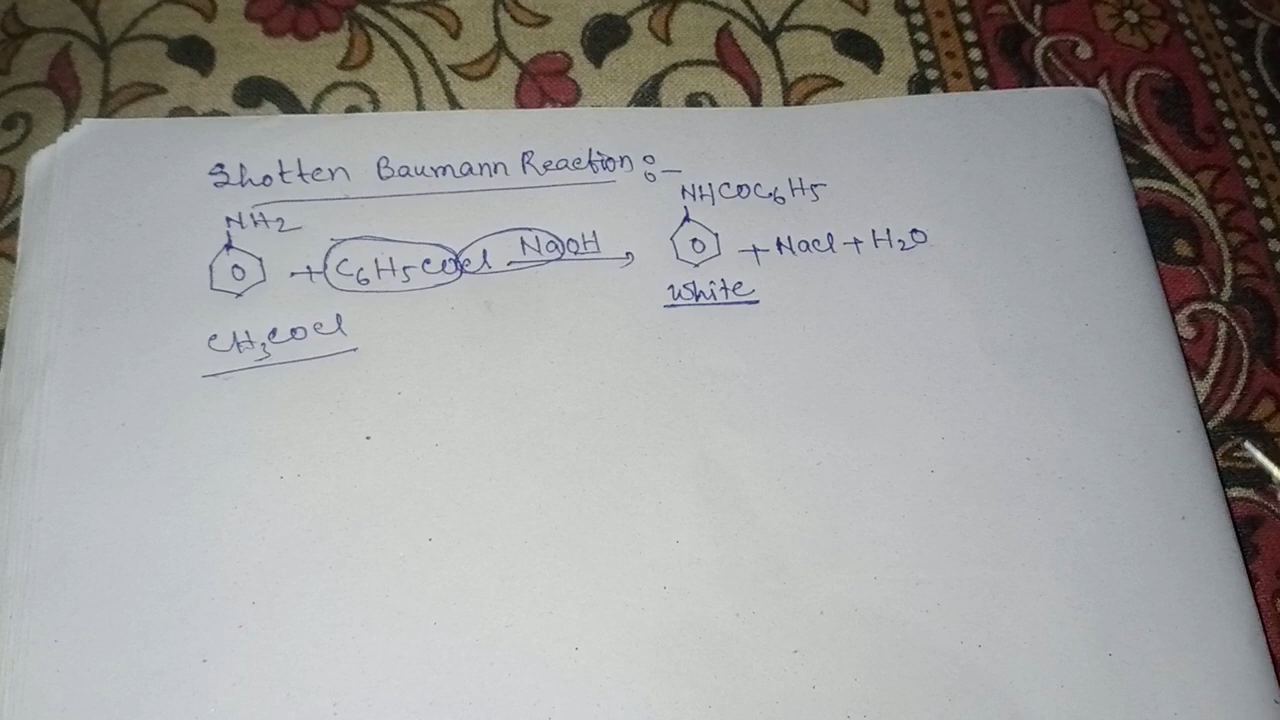 Shotten Baumann Reaction :-
NH2 + C6H5COCl NaOH → NHCOC6H5 + NaCl + H2O
White
CH3COCl